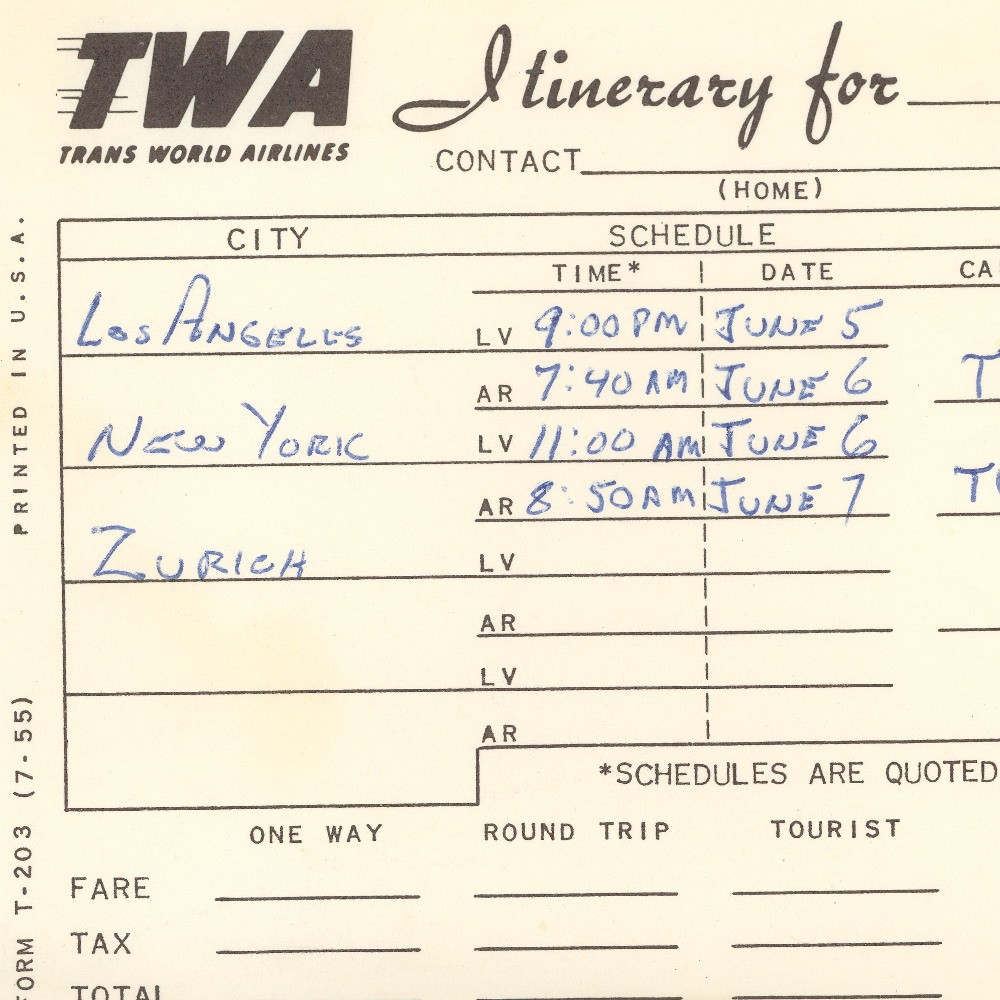 TWA
TRANS WORLD AIRLINES
Itinerary for
CONTACT
(HOME)
CITY SCHEDULE
TIME* DATE
LOS ANGELES LV 9:00 PM JUNE 5
AR 7:40 AM JUNE 6
NEW YORK LV 11:00 AM JUNE 6
AR 8:50 AM JUNE 7
ZURICH LV
AR
LV
AR
*SCHEDULES ARE QUOTED
ONE WAY ROUND TRIP TOURIST
FARE
TAX
TOTAL
FORM T-203 (7-55) PRINTED IN U.S.A.